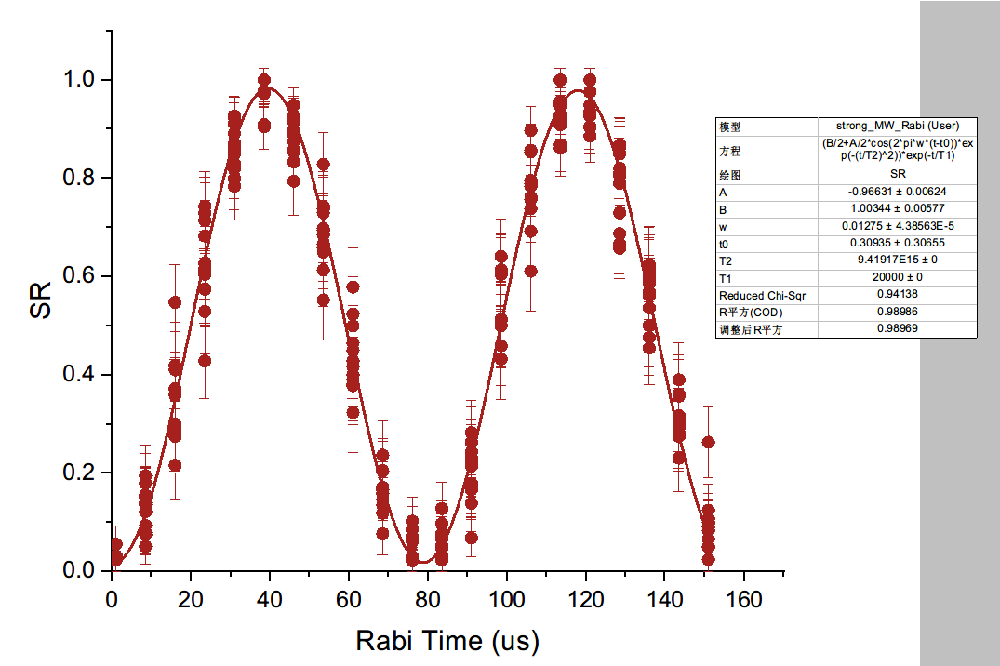 1.0
0.8
0.6
0.4
0.2
0.0
SR
0 20 40 60 80 100 120 140 160
Rabi Time (us)
模型 strong_MW_Rabi (User)
方程 (B/2+A/2*cos(2*pi*w*(t-t0))*ex
p(-(t/T2)^2))*exp(-t/T1)
绘图 SR
A -0.96631 ± 0.00624
B 1.00344 ± 0.00577
w 0.01275 ± 4.38563E-5
t0 0.30935 ± 0.30655
T2 9.41917E15 ± 0
T1 20000 ± 0
Reduced Chi-Sqr 0.94138
R平方(COD) 0.98986
调整后R平方 0.98969